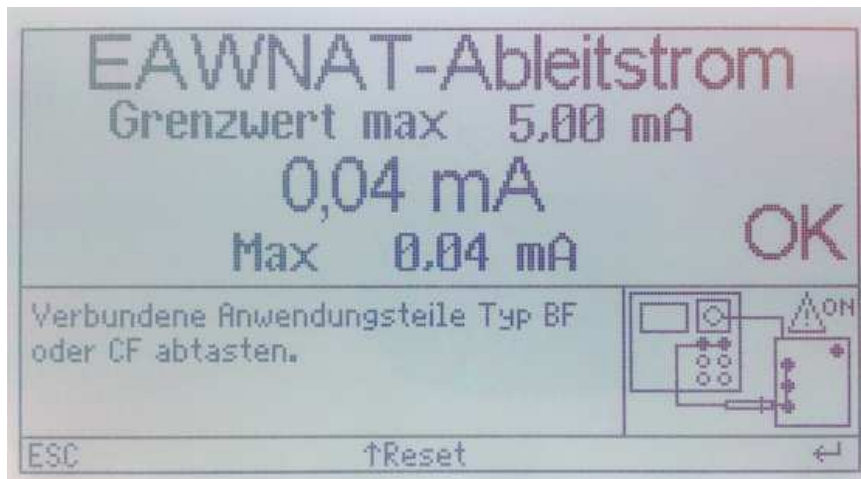 EAWNAT-Ableitstrom
Grenzwert max 5,00 mA
0,04 mA
OK
Max 0,04 mA
Verbundene Anwendungsteile Typ BF
oder CF abtasten.
ON
ESC ↑Reset ↵